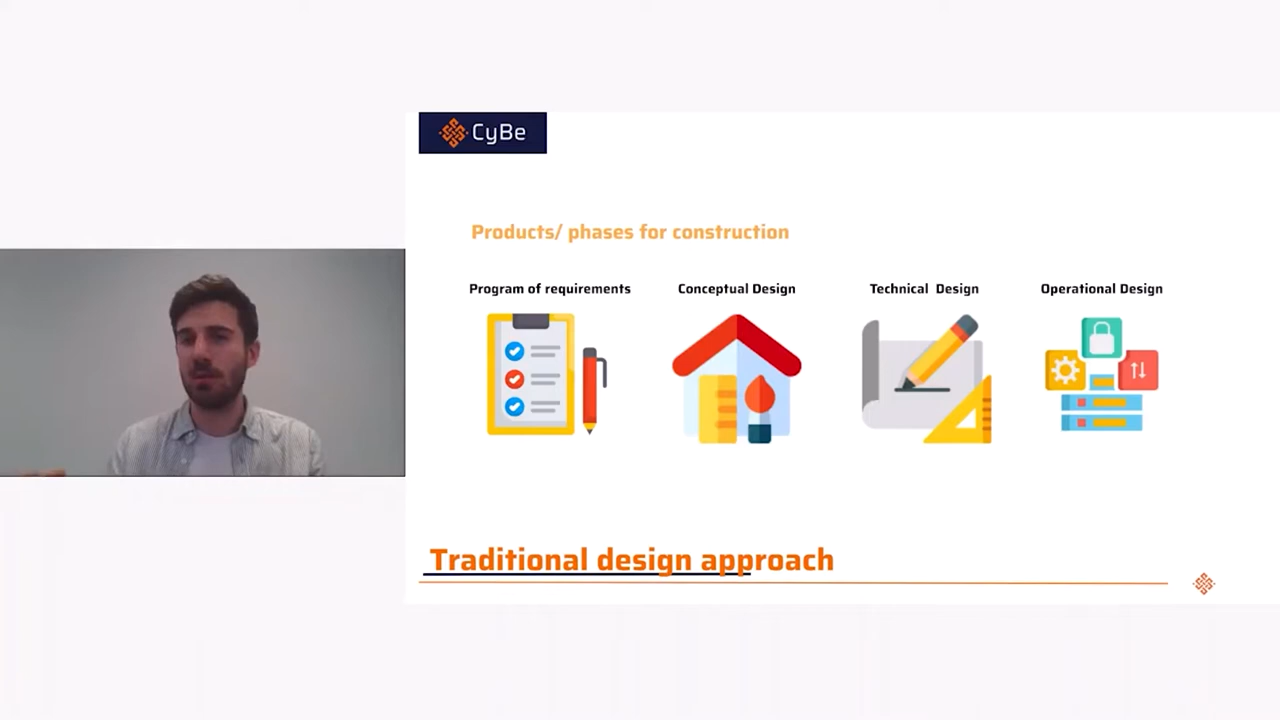 CyBe
Products/ phases for construction
Program of requirements
Conceptual Design
Technical Design
Operational Design
Traditional design approach